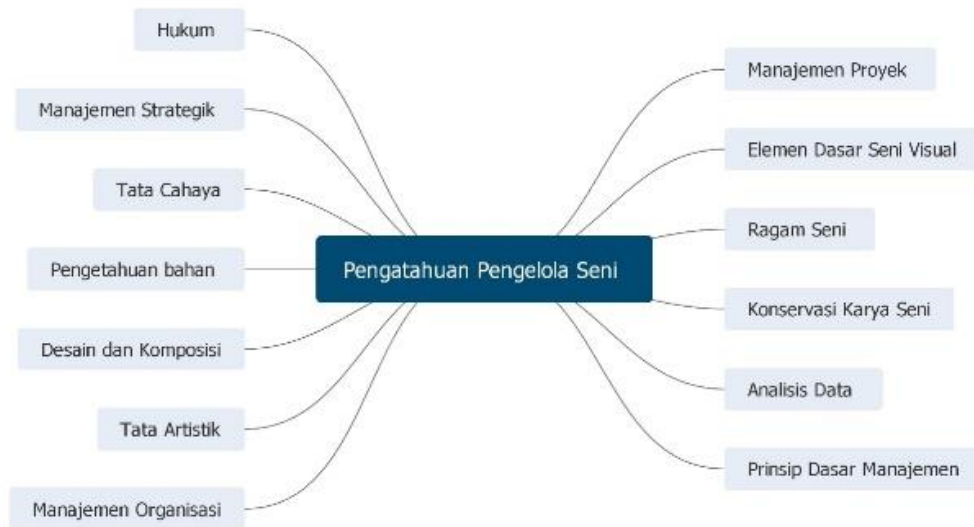 Hukum
Manajemen Strategik
Tata Cahaya
Pengetahuan bahan
Desain dan Komposisi
Tata Artistik
Manajemen Organisasi
Pengatahuan Pengelola Seni
Manajemen Proyek
Elemen Dasar Seni Visual
Ragam Seni
Konservasi Karya Seni
Analisis Data
Prinsip Dasar Manajemen